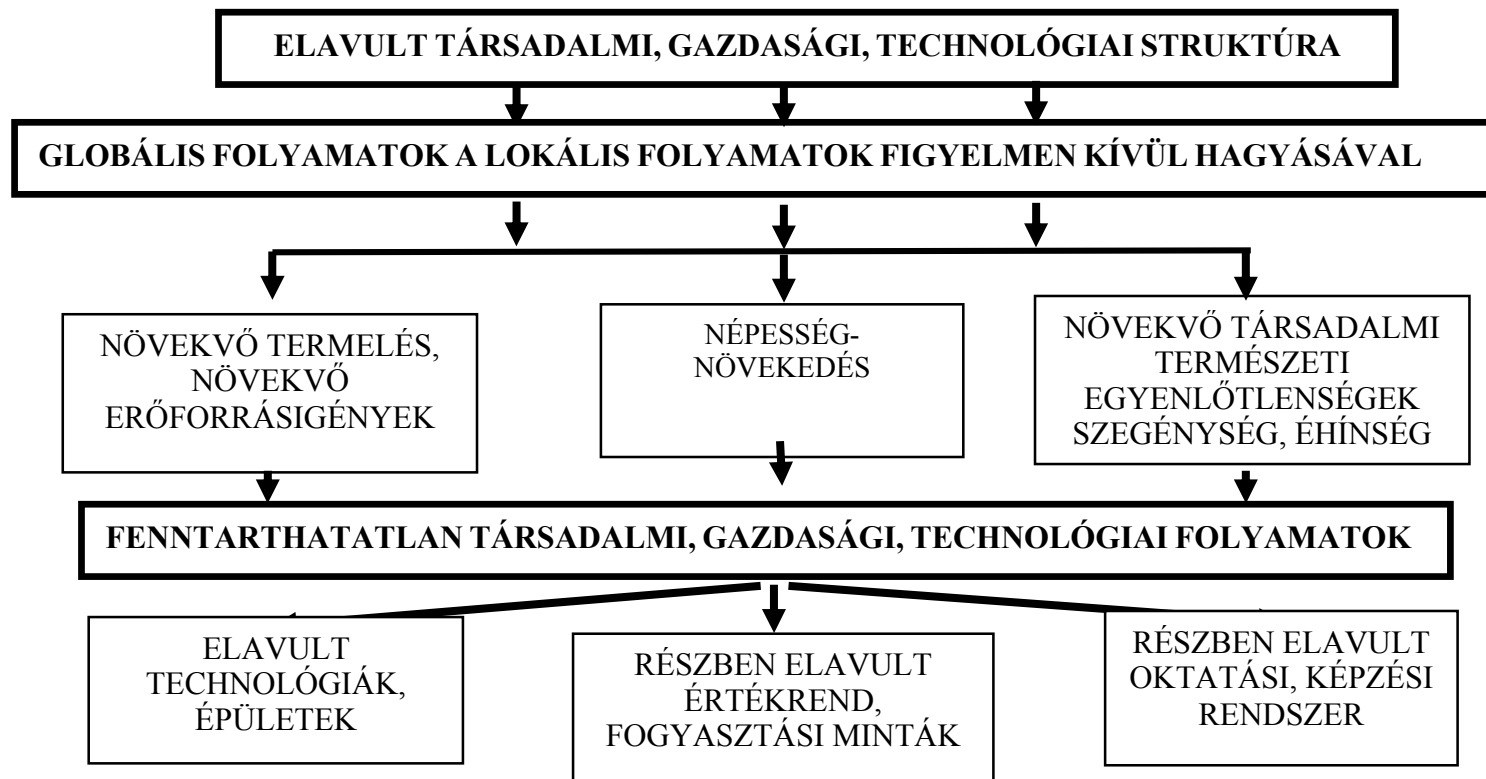 ELAVULT TÁRSADALMI, GAZDASÁGI, TECHNOLÓGIAI STRUKTÚRA
GLOBÁLIS FOLYAMATOK A LOKÁLIS FOLYAMATOK FIGYELMEN KÍVÜL HAGYÁSÁVAL
NÖVEKVŐ TERMELÉS,
NÖVEKVŐ
ERŐFORRÁSIGÉNYEK
NÉPESSÉG-
NÖVEKEDÉS
NÖVEKVŐ TÁRSADALMI
TERMÉSZETI
EGYENLŐTLENSÉGEK
SZEGÉNYSÉG, ÉHÍNSÉG
FENNTARTHATATLAN TÁRSADALMI, GAZDASÁGI, TECHNOLÓGIAI FOLYAMATOK
ELAVULT
TECHNOLÓGIÁK,
ÉPÜLETEK
RÉSZBEN ELAVULT
ÉRTÉKREND,
FOGYASZTÁSI MINTÁK
RÉSZBEN ELAVULT
OKTATÁSI, KÉPZÉSI
RENDSZER